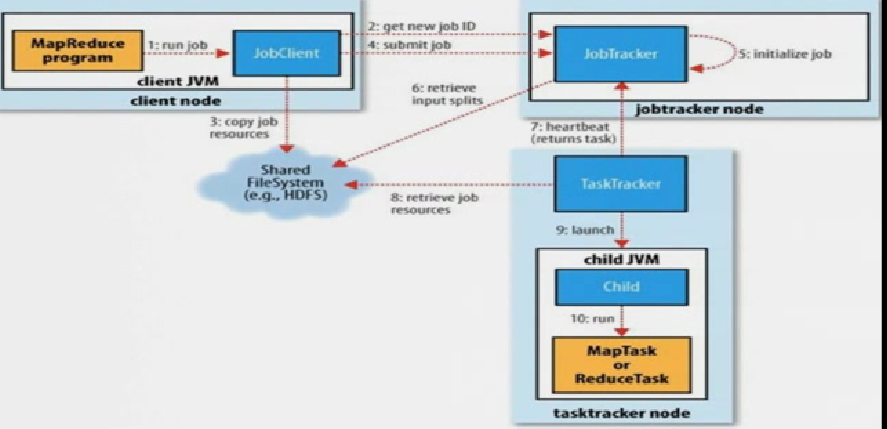 MapReduce
program
1: run job
JobClient
client JVM
client node
2: get new job ID
4: submit job
JobTracker
5: initialize job
jobtracker node
3: copy job
resources
6: retrieve
input splits
7: heartbeat
(returns task)
Shared
FileSystem
(e.g., HDFS)
8: retrieve job
resources
TaskTracker
9: launch
child JVM
Child
10: run
MapTask
or
ReduceTask
tasktracker node